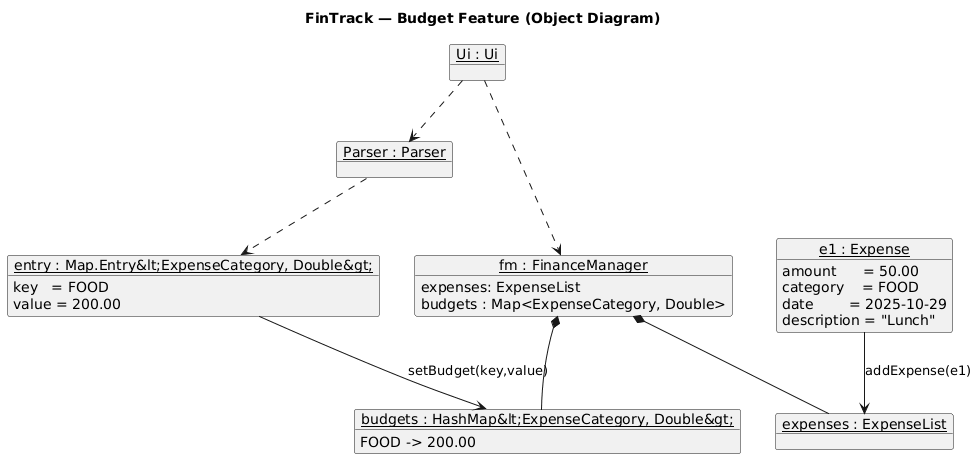 FinTrack — Budget Feature (Object Diagram)
Ui : Ui
Parser : Parser
entry : Map.Entry&lt;ExpenseCategory, Double&gt;
key   = FOOD
value = 200.00
fm : FinanceManager
expenses: ExpenseList
budgets : Map<ExpenseCategory, Double>
e1 : Expense
amount      = 50.00
category    = FOOD
date        = 2025-10-29
description = "Lunch"
setBudget(key,value)
addExpense(e1)
budgets : HashMap&lt;ExpenseCategory, Double&gt;
FOOD -> 200.00
expenses : ExpenseList